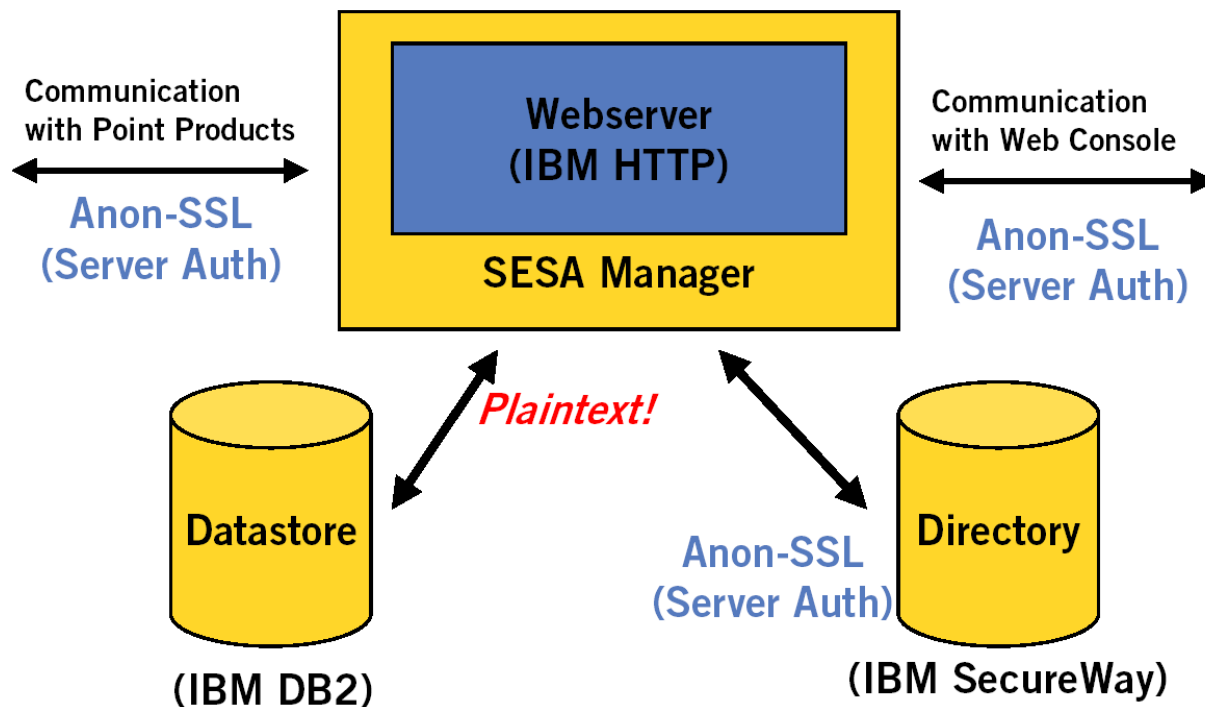 Communication
with Point Products
Anon-SSL
(Server Auth)
Webserver
(IBM HTTP)
SESA Manager
Communication
with Web Console
Anon-SSL
(Server Auth)
Plaintext!
Datastore
(IBM DB2)
Anon-SSL
(Server Auth)
Directory
(IBM SecureWay)